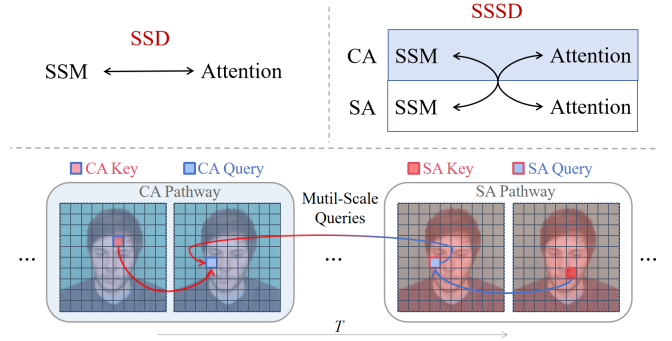 SSD
SSM Attention
SSSD
CA SSM Attention
SA SSM Attention
CA Key CA Query
SA Key SA Query
CA Pathway
Mutil-Scale
Queries
SA Pathway
... ... ...
T